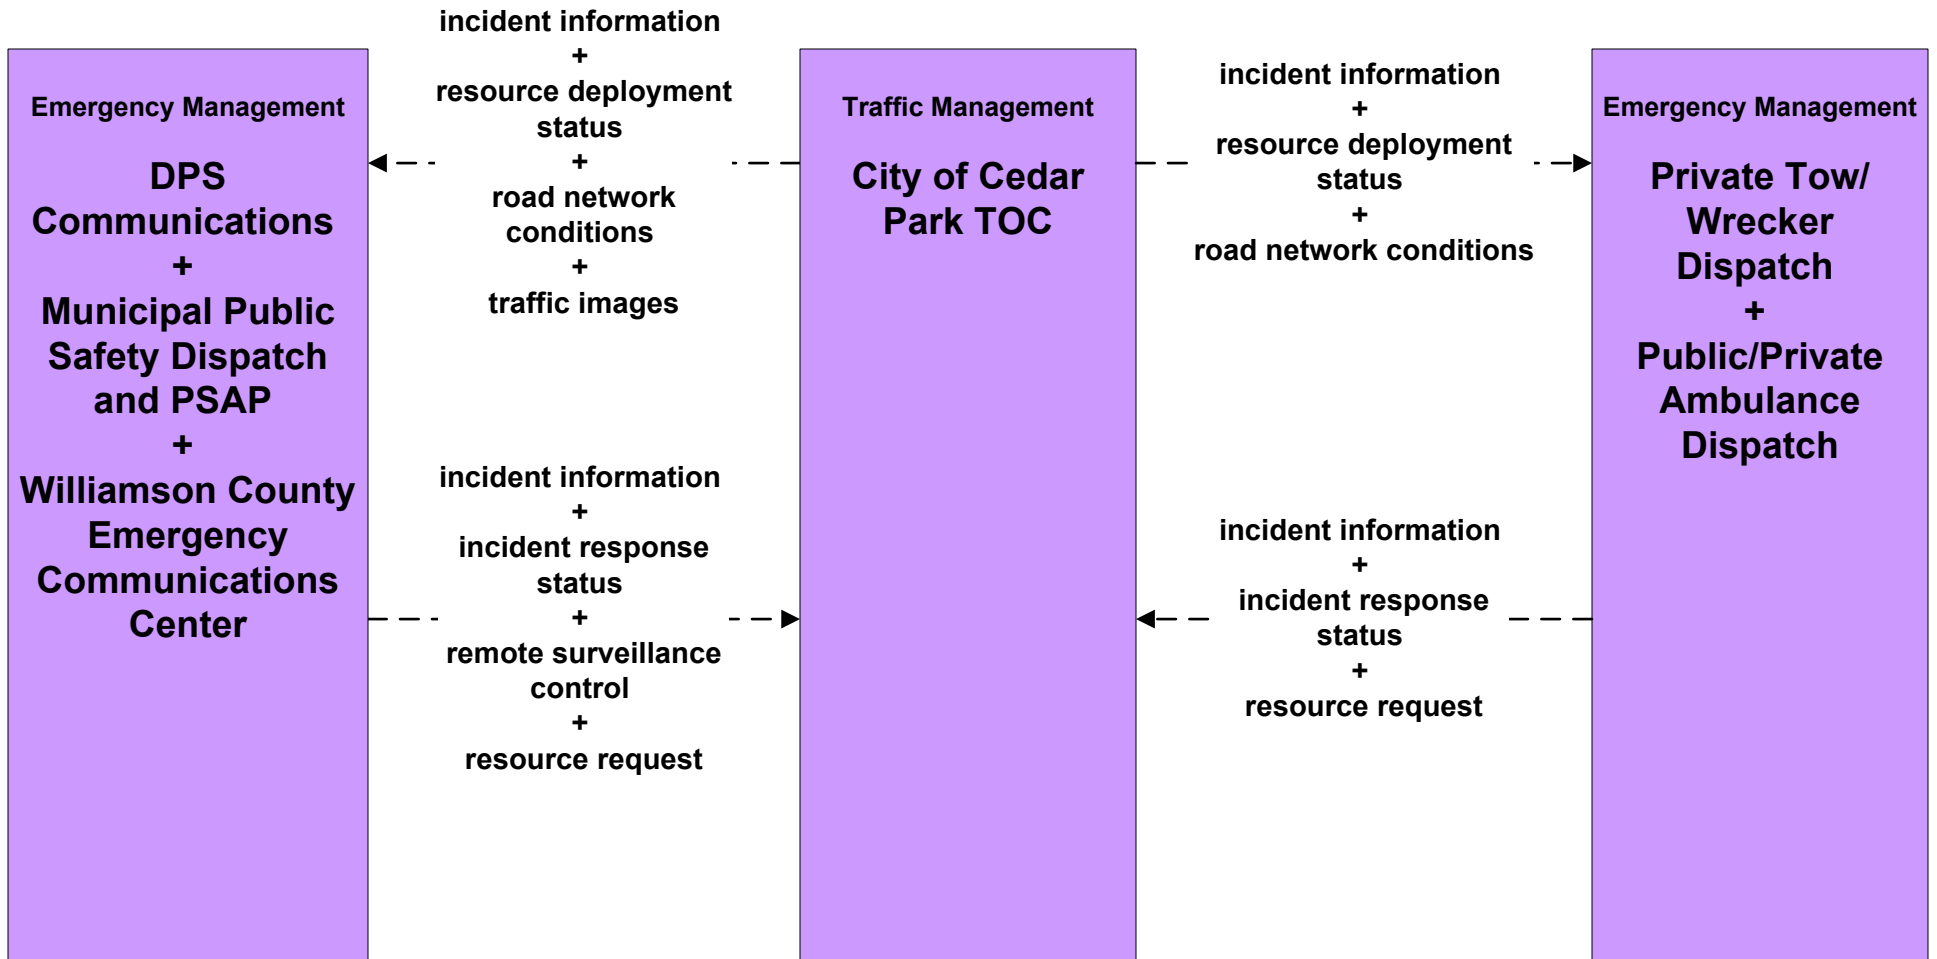 Emergency Management
DPS
Communications
+
Municipal Public
Safety Dispatch
and PSAP
+
Williamson County
Emergency
Communications
Center
incident information
+
resource deployment
status
+
road network
conditions
+
traffic images
incident information
+
incident response
status
+
remote surveillance
control
+
resource request
Traffic Management
City of Cedar
Park TOC
incident information
+
resource deployment
status
+
road network conditions
incident information
+
incident response
status
+
resource request
Emergency Management
Private Tow/
Wrecker
Dispatch
+
Public/Private
Ambulance
Dispatch